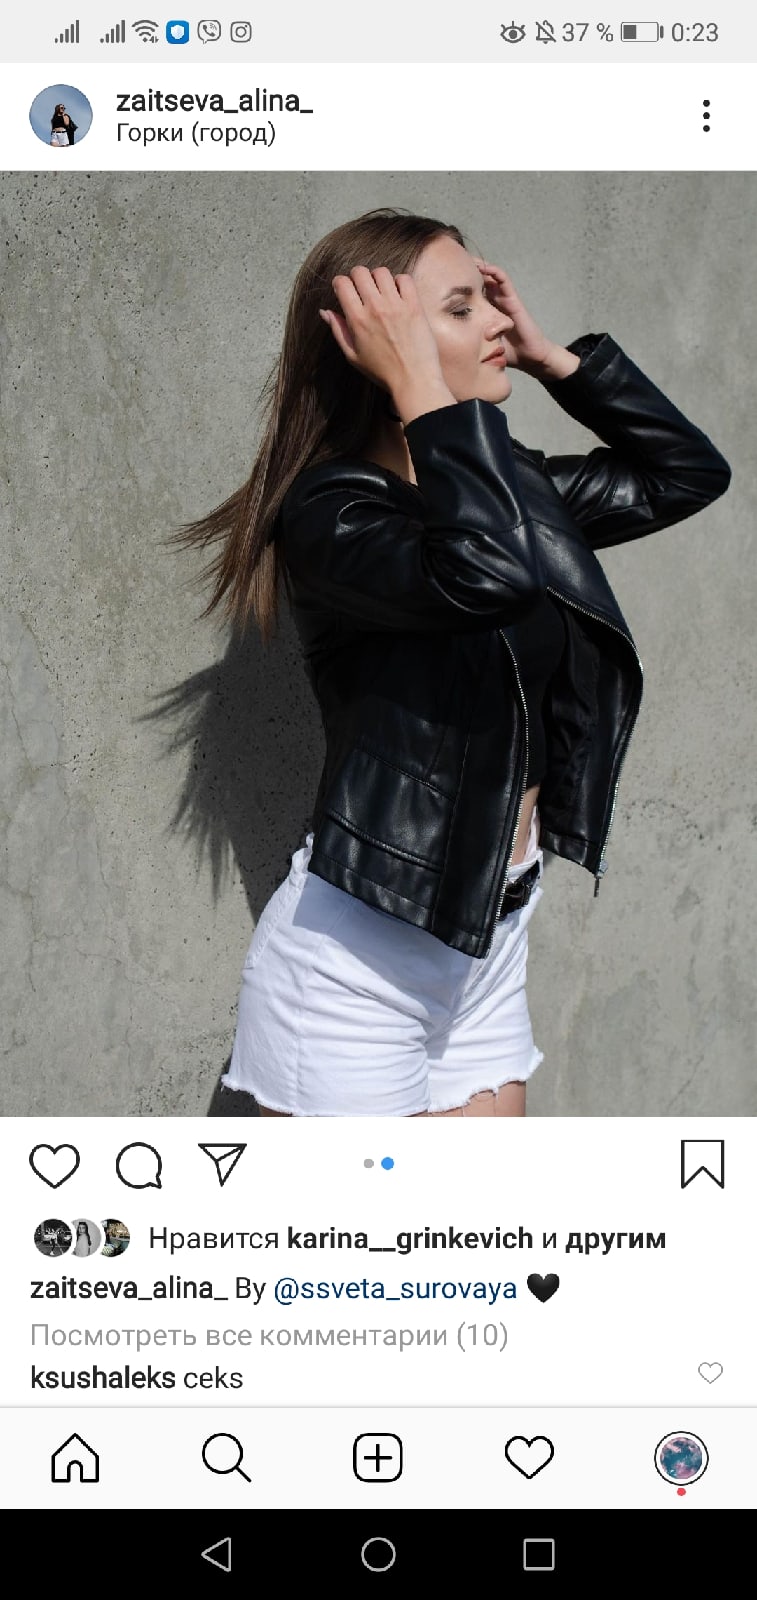 37 % 0:23
zaitseva_alina_
Горки (город)
Нравится karina__grinkevich и другим
zaitseva_alina_ By @ssveta_surovaya 🖤
Посмотреть все комментарии (10)
ksushaleks ceks